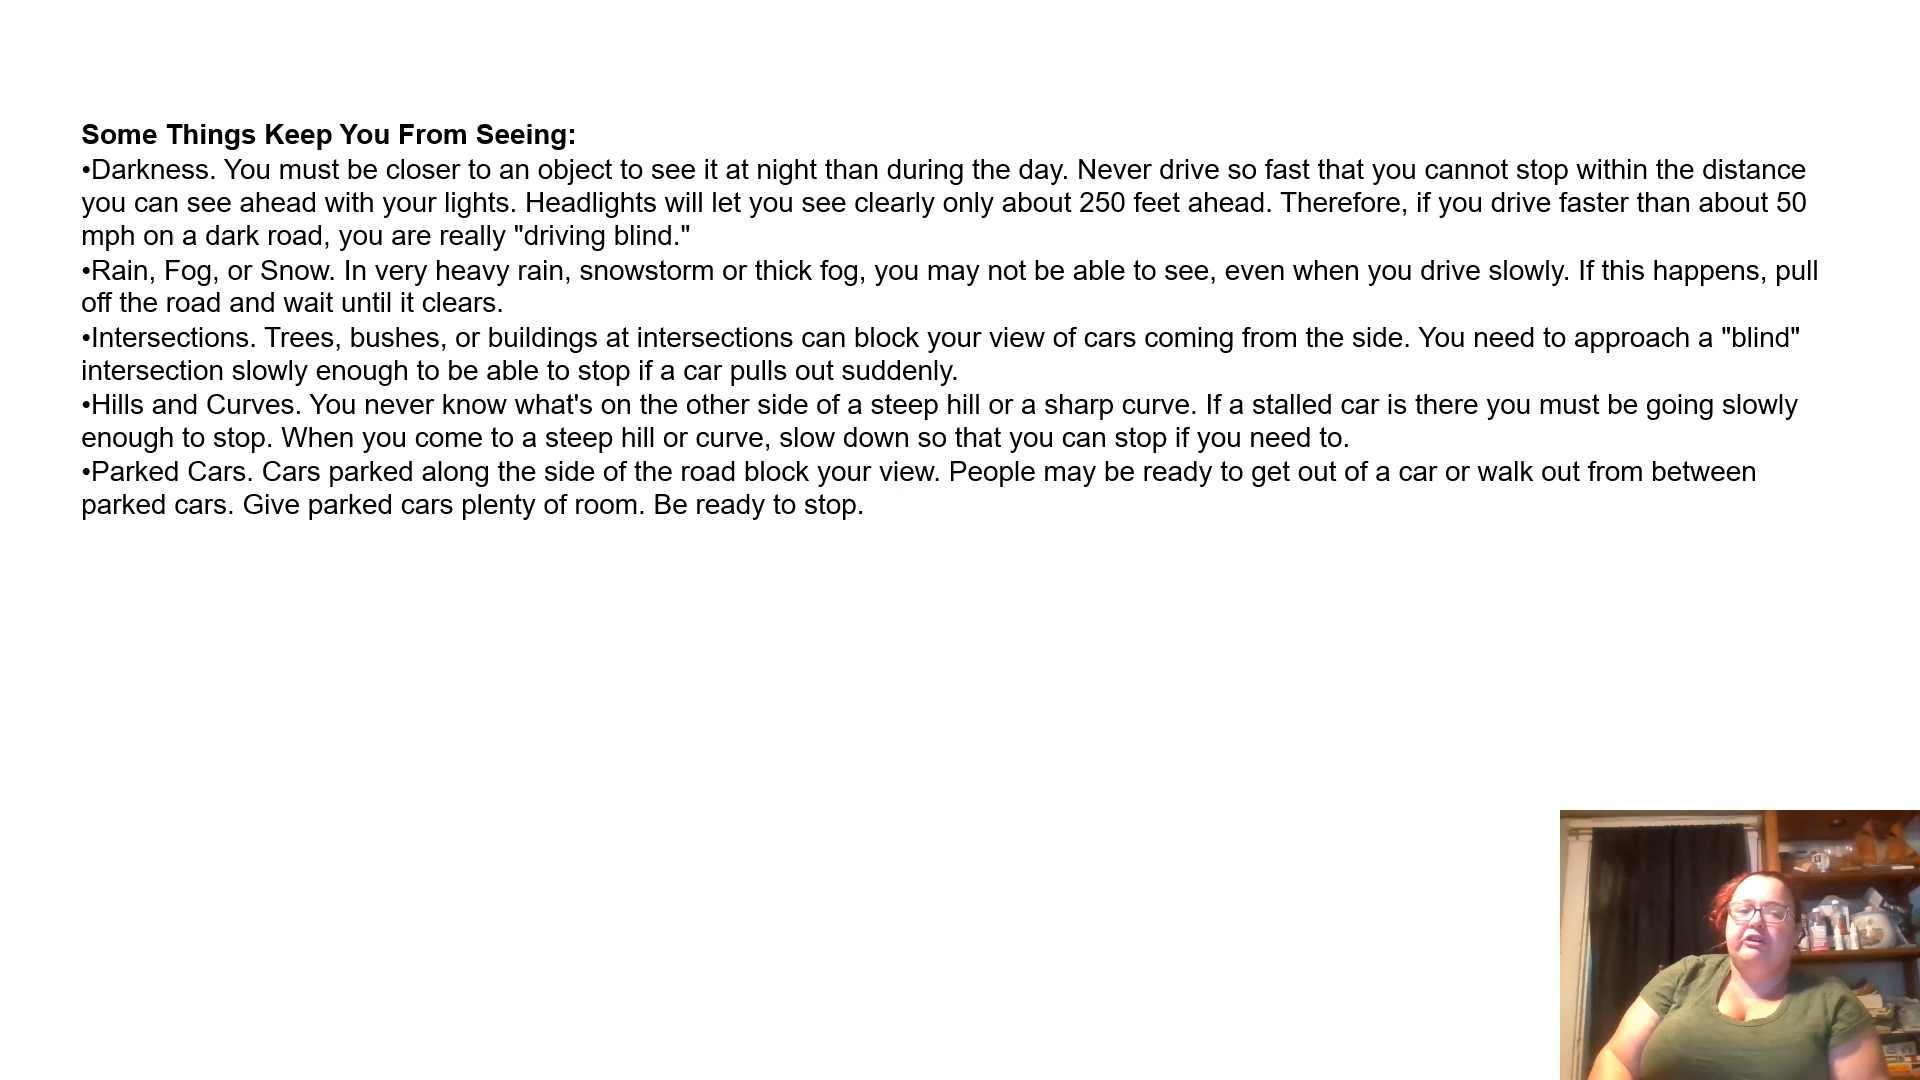 Some Things Keep You From Seeing:
•Darkness. You must be closer to an object to see it at night than during the day. Never drive so fast that you cannot stop within the distance
you can see ahead with your lights. Headlights will let you see clearly only about 250 feet ahead. Therefore, if you drive faster than about 50
mph on a dark road, you are really "driving blind."
•Rain, Fog, or Snow. In very heavy rain, snowstorm or thick fog, you may not be able to see, even when you drive slowly. If this happens, pull
off the road and wait until it clears.
•Intersections. Trees, bushes, or buildings at intersections can block your view of cars coming from the side. You need to approach a "blind"
intersection slowly enough to be able to stop if a car pulls out suddenly.
•Hills and Curves. You never know what's on the other side of a steep hill or a sharp curve. If a stalled car is there you must be going slowly
enough to stop. When you come to a steep hill or curve, slow down so that you can stop if you need to.
•Parked Cars. Cars parked along the side of the road block your view. People may be ready to get out of a car or walk out from between
parked cars. Give parked cars plenty of room. Be ready to stop.